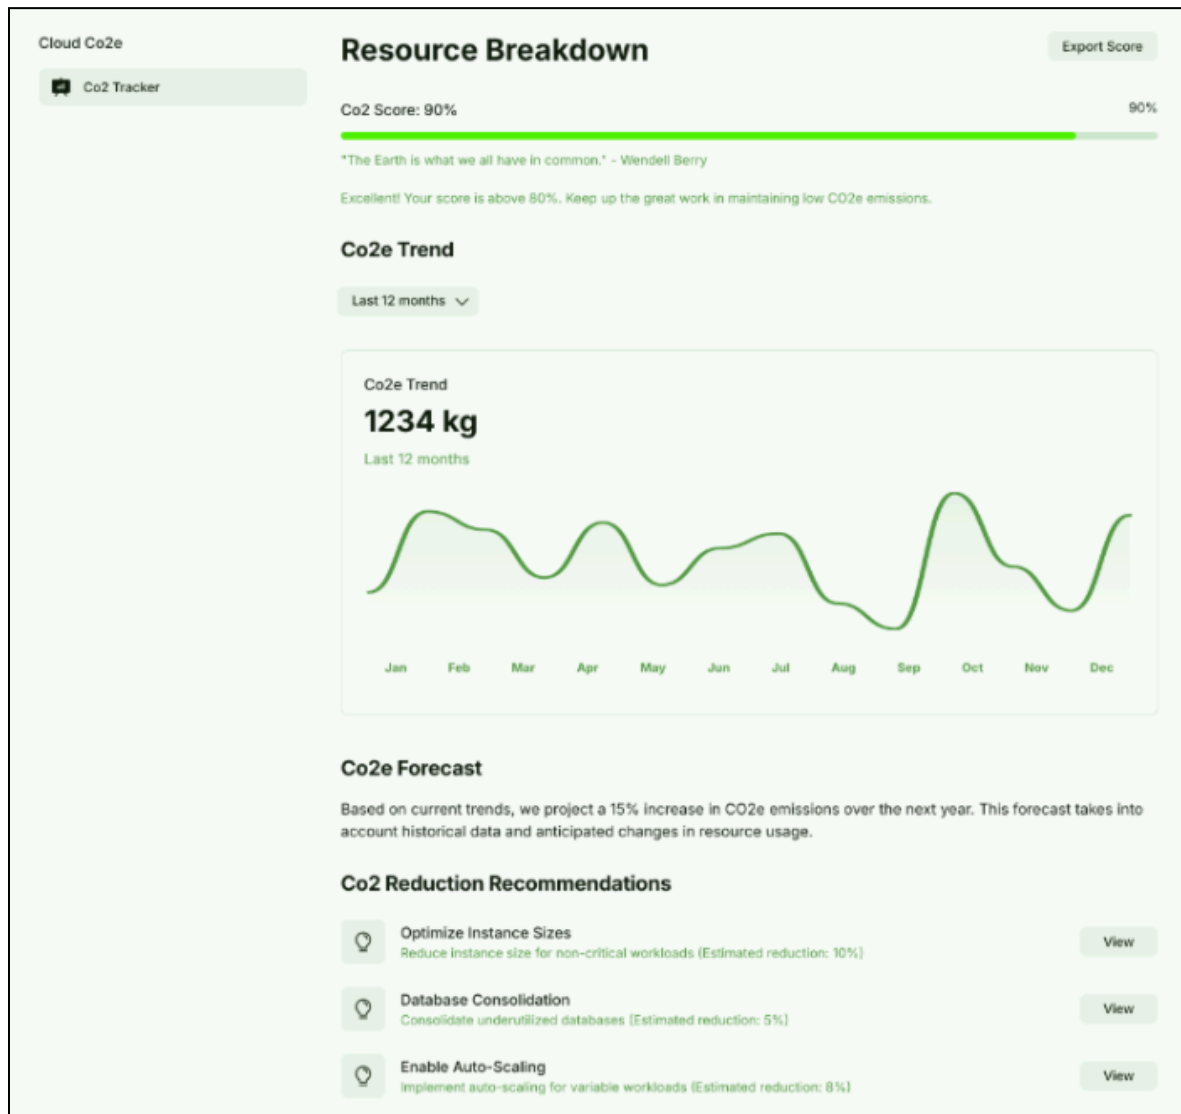 Cloud Co2e
Co2 Tracker
Resource Breakdown
Export Score
Co2 Score: 90%
90%
"The Earth is what we all have in common." - Wendell Berry
Excellent! Your score is above 80%. Keep up the great work in maintaining low CO2e emissions.
Co2e Trend
Last 12 months
Co2e Trend
1234 kg
Last 12 months
Jan Feb Mar Apr May Jun Jul Aug Sep Oct Nov Dec
Co2e Forecast
Based on current trends, we project a 15% increase in CO2e emissions over the next year. This forecast takes into
account historical data and anticipated changes in resource usage.
Co2 Reduction Recommendations
Optimize Instance Sizes
Reduce instance size for non-critical workloads (Estimated reduction: 10%)
View
Database Consolidation
Consolidate underutilized databases (Estimated reduction: 5%)
View
Enable Auto-Scaling
Implement auto-scaling for variable workloads (Estimated reduction: 8%)
View